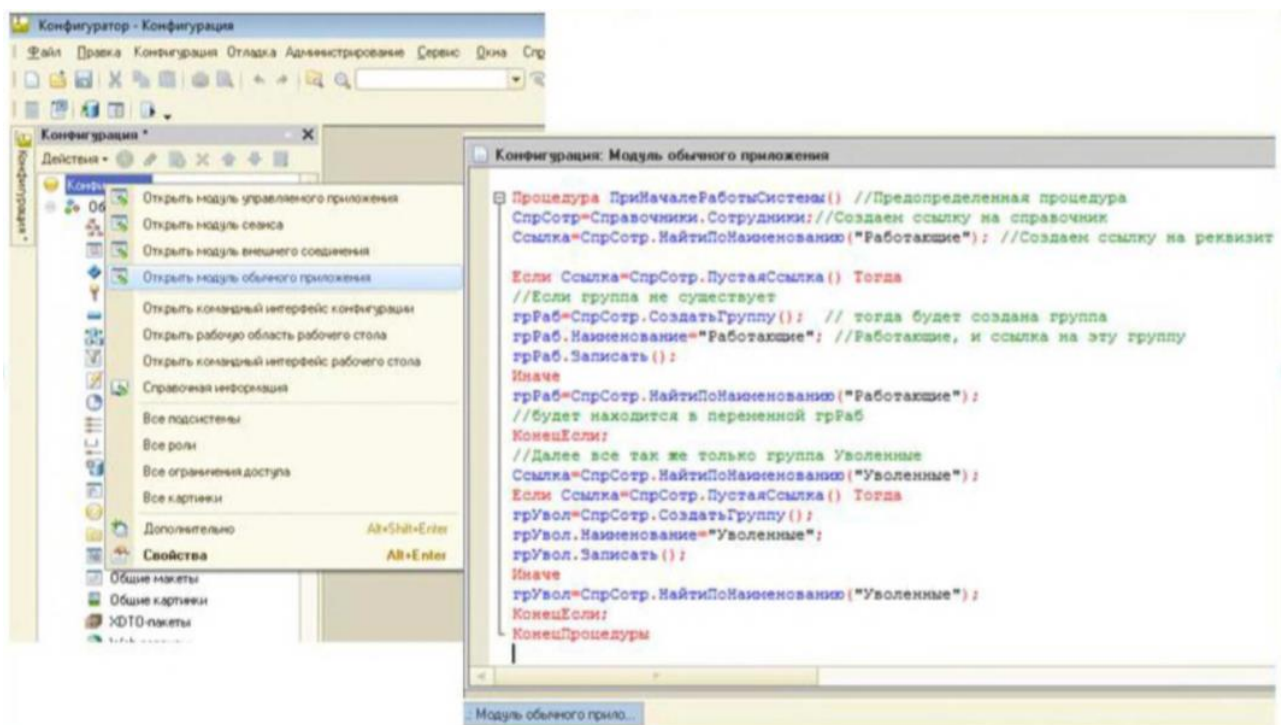 Конфигуратор - Конфигурация
Файл Правка Конфигурация Отладка Администрирование Сервис Окна Спр
Конфигурация *
Действия
Конфигурация *
Конфи
Об
Открыть модуль управляемого приложения
Открыть модуль сеанса
Открыть модуль внешнего соединения
Открыть модуль обычного приложения
Открыть командный интерфейс конфигурации
Открыть рабочую область рабочего стола
Открыть командный интерфейс рабочего стола
Справочная информация
Все подсистемы
Все роли
Все ограничения доступа
Все картинки
Дополнительно Alt+Shift+Enter
Свойства Alt+Enter
Общие макеты
Общие картинки
XDTO-пакеты
Конфигурация: Модуль обычного приложения
Процедура ПриНачалеРаботыСистемы() //Предопределенная процедура
СпрСотр=Справочники.Сотрудники;//Создаем ссылку на справочник
Ссылка=СпрСотр.НайтиПоНаименованию("Работающие"); //Создаем ссылку на реквизит
Если Ссылка=СпрСотр.ПустаяСсылка() Тогда
//Если группа не существует
грРаб=СпрСотр.СоздатьГруппу(); // тогда будет создана группа
грРаб.Наименование="Работающие"; //Работающие, и ссылка на эту группу
грРаб.Записать();
Иначе
грРаб=СпрСотр.НайтиПоНаименованию("Работающие");
//будет находится в переменной грРаб
КонецЕсли;
//Далее все так же только группа Уволенные
Ссылка=СпрСотр.НайтиПоНаименованию("Уволенные");
Если Ссылка=СпрСотр.ПустаяСсылка() Тогда
грУвол=СпрСотр.СоздатьГруппу();
грУвол.Наименование="Уволенные";
грУвол.Записать();
Иначе
грУвол=СпрСотр.НайтиПоНаименованию("Уволенные");
КонецЕсли;
КонецПроцедуры
Модуль обычного прило...